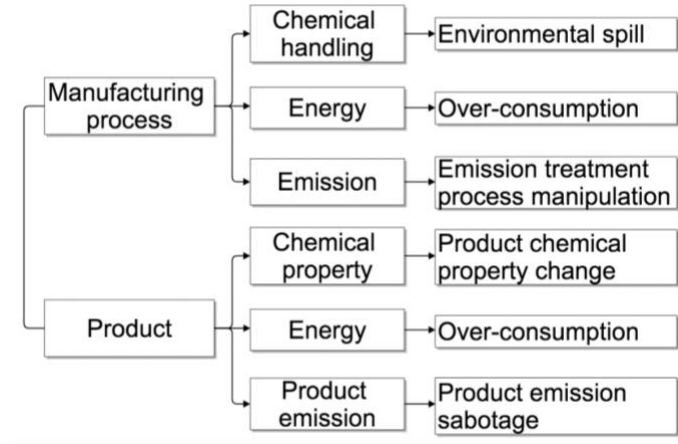 Chemical
handling
Environmental spill
Manufacturing
process
Energy
Over-consumption
Emission
Emission treatment
process manipulation
Chemical
property
Product chemical
property change
Product
Energy
Over-consumption
Product
emission
Product emission
sabotage